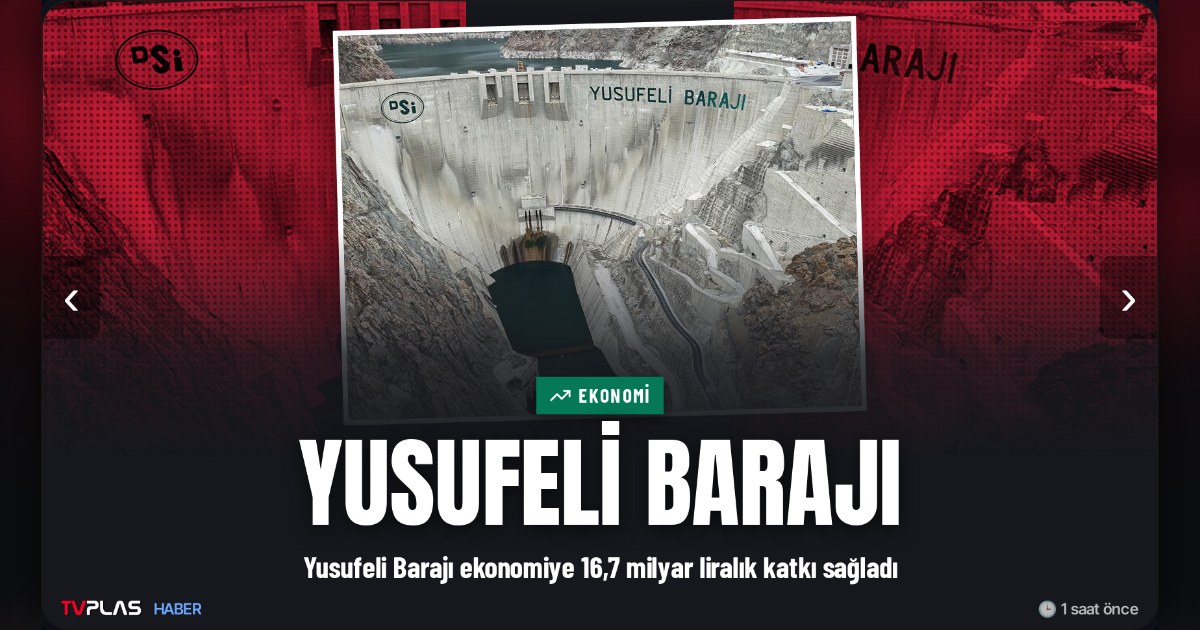 DSİ
ARAJI
DSİ
YUSUFELİ BARAJI
EKONOMİ
YUSUFELİ BARAJI
Yusufeli Barajı ekonomiye 16,7 milyar liralık katkı sağladı
TVPLAS HABER
1 saat önce